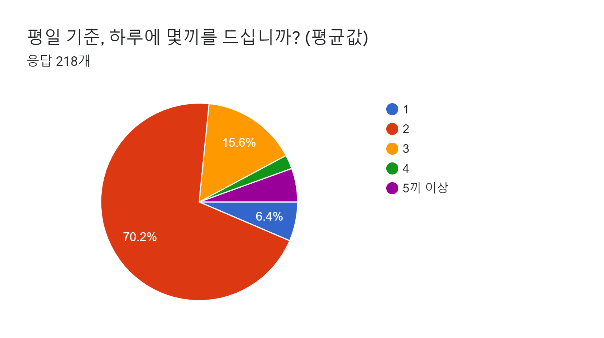 평일 기준, 하루에 몇끼를 드십니까? (평균값)
응답 218개
15.6%
6.4%
70.2%
1
2
3
4
5끼 이상